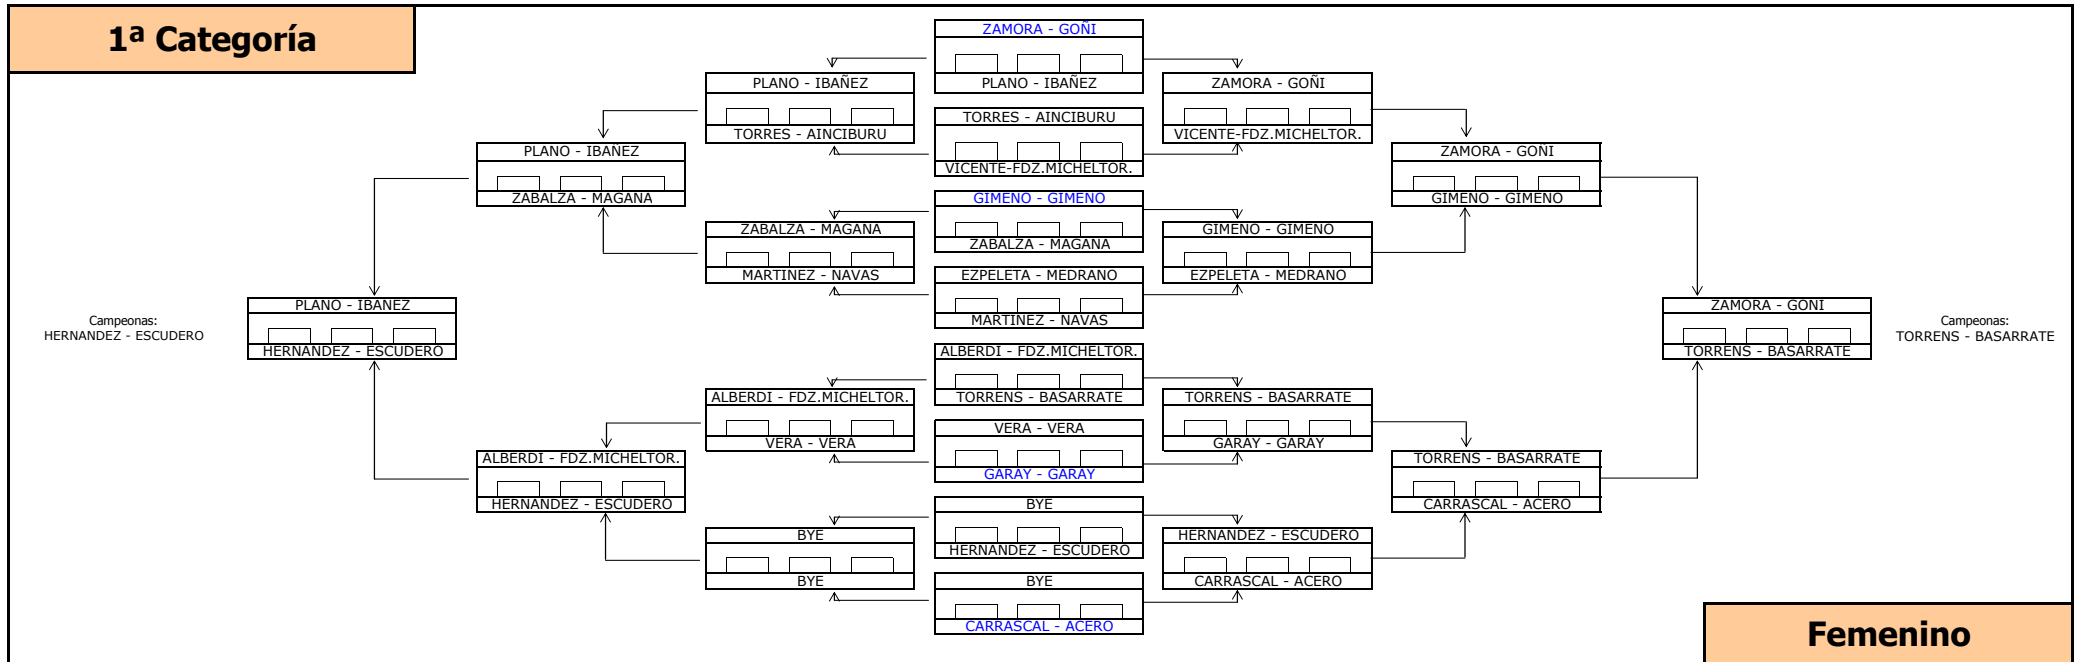 1ª Categoría
ZAMORA - GOÑI
PLANO - IBAÑEZ
TORRES - AINCIBURU
VICENTE-FDZ.MICHELTOR.
GIMENO - GIMENO
ZABALZA - MAGANA
EZPELETA - MEDRANO
MARTINEZ - NAVAS
ALBERDI - FDZ.MICHELTOR.
TORRENS - BASARRATE
VERA - VERA
GARAY - GARAY
BYE
HERNANDEZ - ESCUDERO
BYE
CARRASCAL - ACERO
PLANO - IBAÑEZ
TORRES - AINCIBURU
ZABALZA - MAGANA
MARTINEZ - NAVAS
ALBERDI - FDZ.MICHELTOR.
VERA - VERA
BYE
BYE
PLANO - IBAÑEZ
ZABALZA - MAGANA
ALBERDI - FDZ.MICHELTOR.
HERNANDEZ - ESCUDERO
PLANO - IBAÑEZ
HERNANDEZ - ESCUDERO
Campeonas:
HERNANDEZ - ESCUDERO
ZAMORA - GOÑI
VICENTE-FDZ.MICHELTOR.
GIMENO - GIMENO
EZPELETA - MEDRANO
TORRENS - BASARRATE
GARAY - GARAY
HERNANDEZ - ESCUDERO
CARRASCAL - ACERO
ZAMORA - GOÑI
GIMENO - GIMENO
TORRENS - BASARRATE
CARRASCAL - ACERO
ZAMORA - GOÑI
TORRENS - BASARRATE
Campeonas:
TORRENS - BASARRATE
Femenino